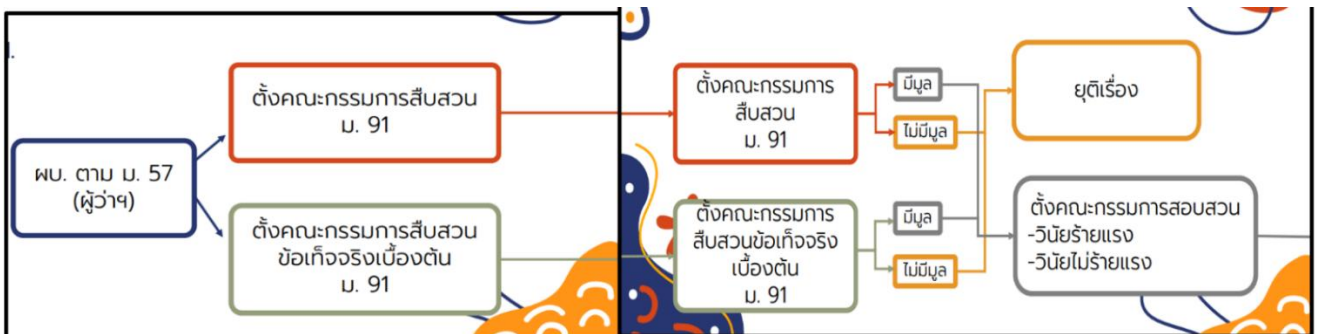 ผบ. ตาม ม. 57
(ผู้ว่าฯ)
ตั้งคณะกรรมการสืบสวน
ม. 91
ตั้งคณะกรรมการสืบสวน
ข้อเท็จจริงเบื้องต้น
ม. 91
ตั้งคณะกรรมการ
สืบสวน
ม. 91
มีมูล
ไม่มีมูล
ยุติเรื่อง
ตั้งคณะกรรมการ
สืบสวนข้อเท็จจริง
เบื้องต้น
ม. 91
มีมูล
ไม่มีมูล
ตั้งคณะกรรมการสอบสวน
-วินัยร้ายแรง
-วินัยไม่ร้ายแรง